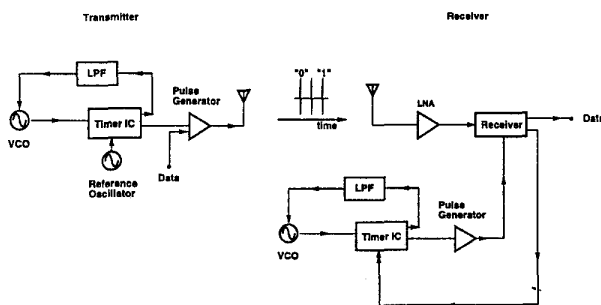 Transmitter
Receiver
LPF
Pulse
Generator
"0" "1"
LNA
Timer IC
time
Receiver
Data
VCO
Reference
Oscillator
Data
LPF
Pulse
Generator
Timer IC
VCO